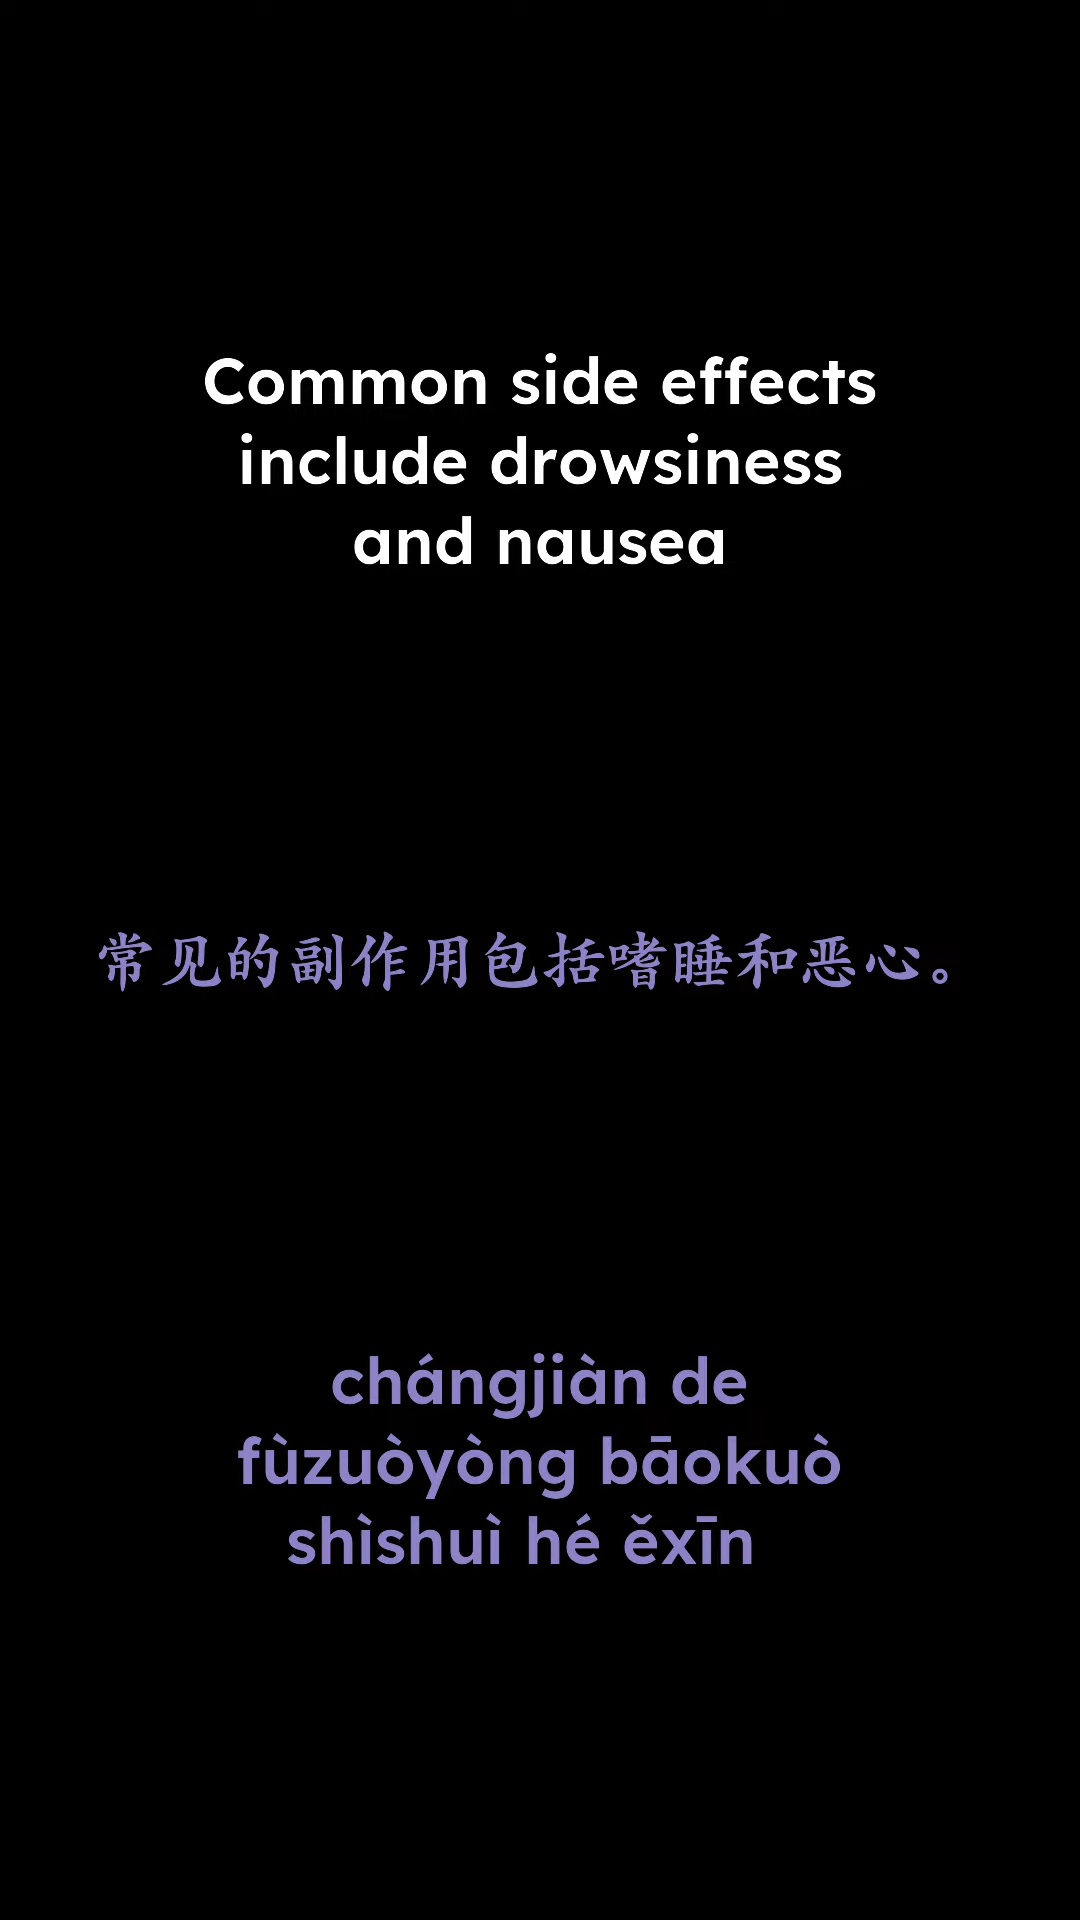 Common side effects
include drowsiness
and nausea
常见的副作用包括嗜睡和恶心。
chángjiàn de
fùzuòyòng bāokuò
shìshuì hé ěxīn